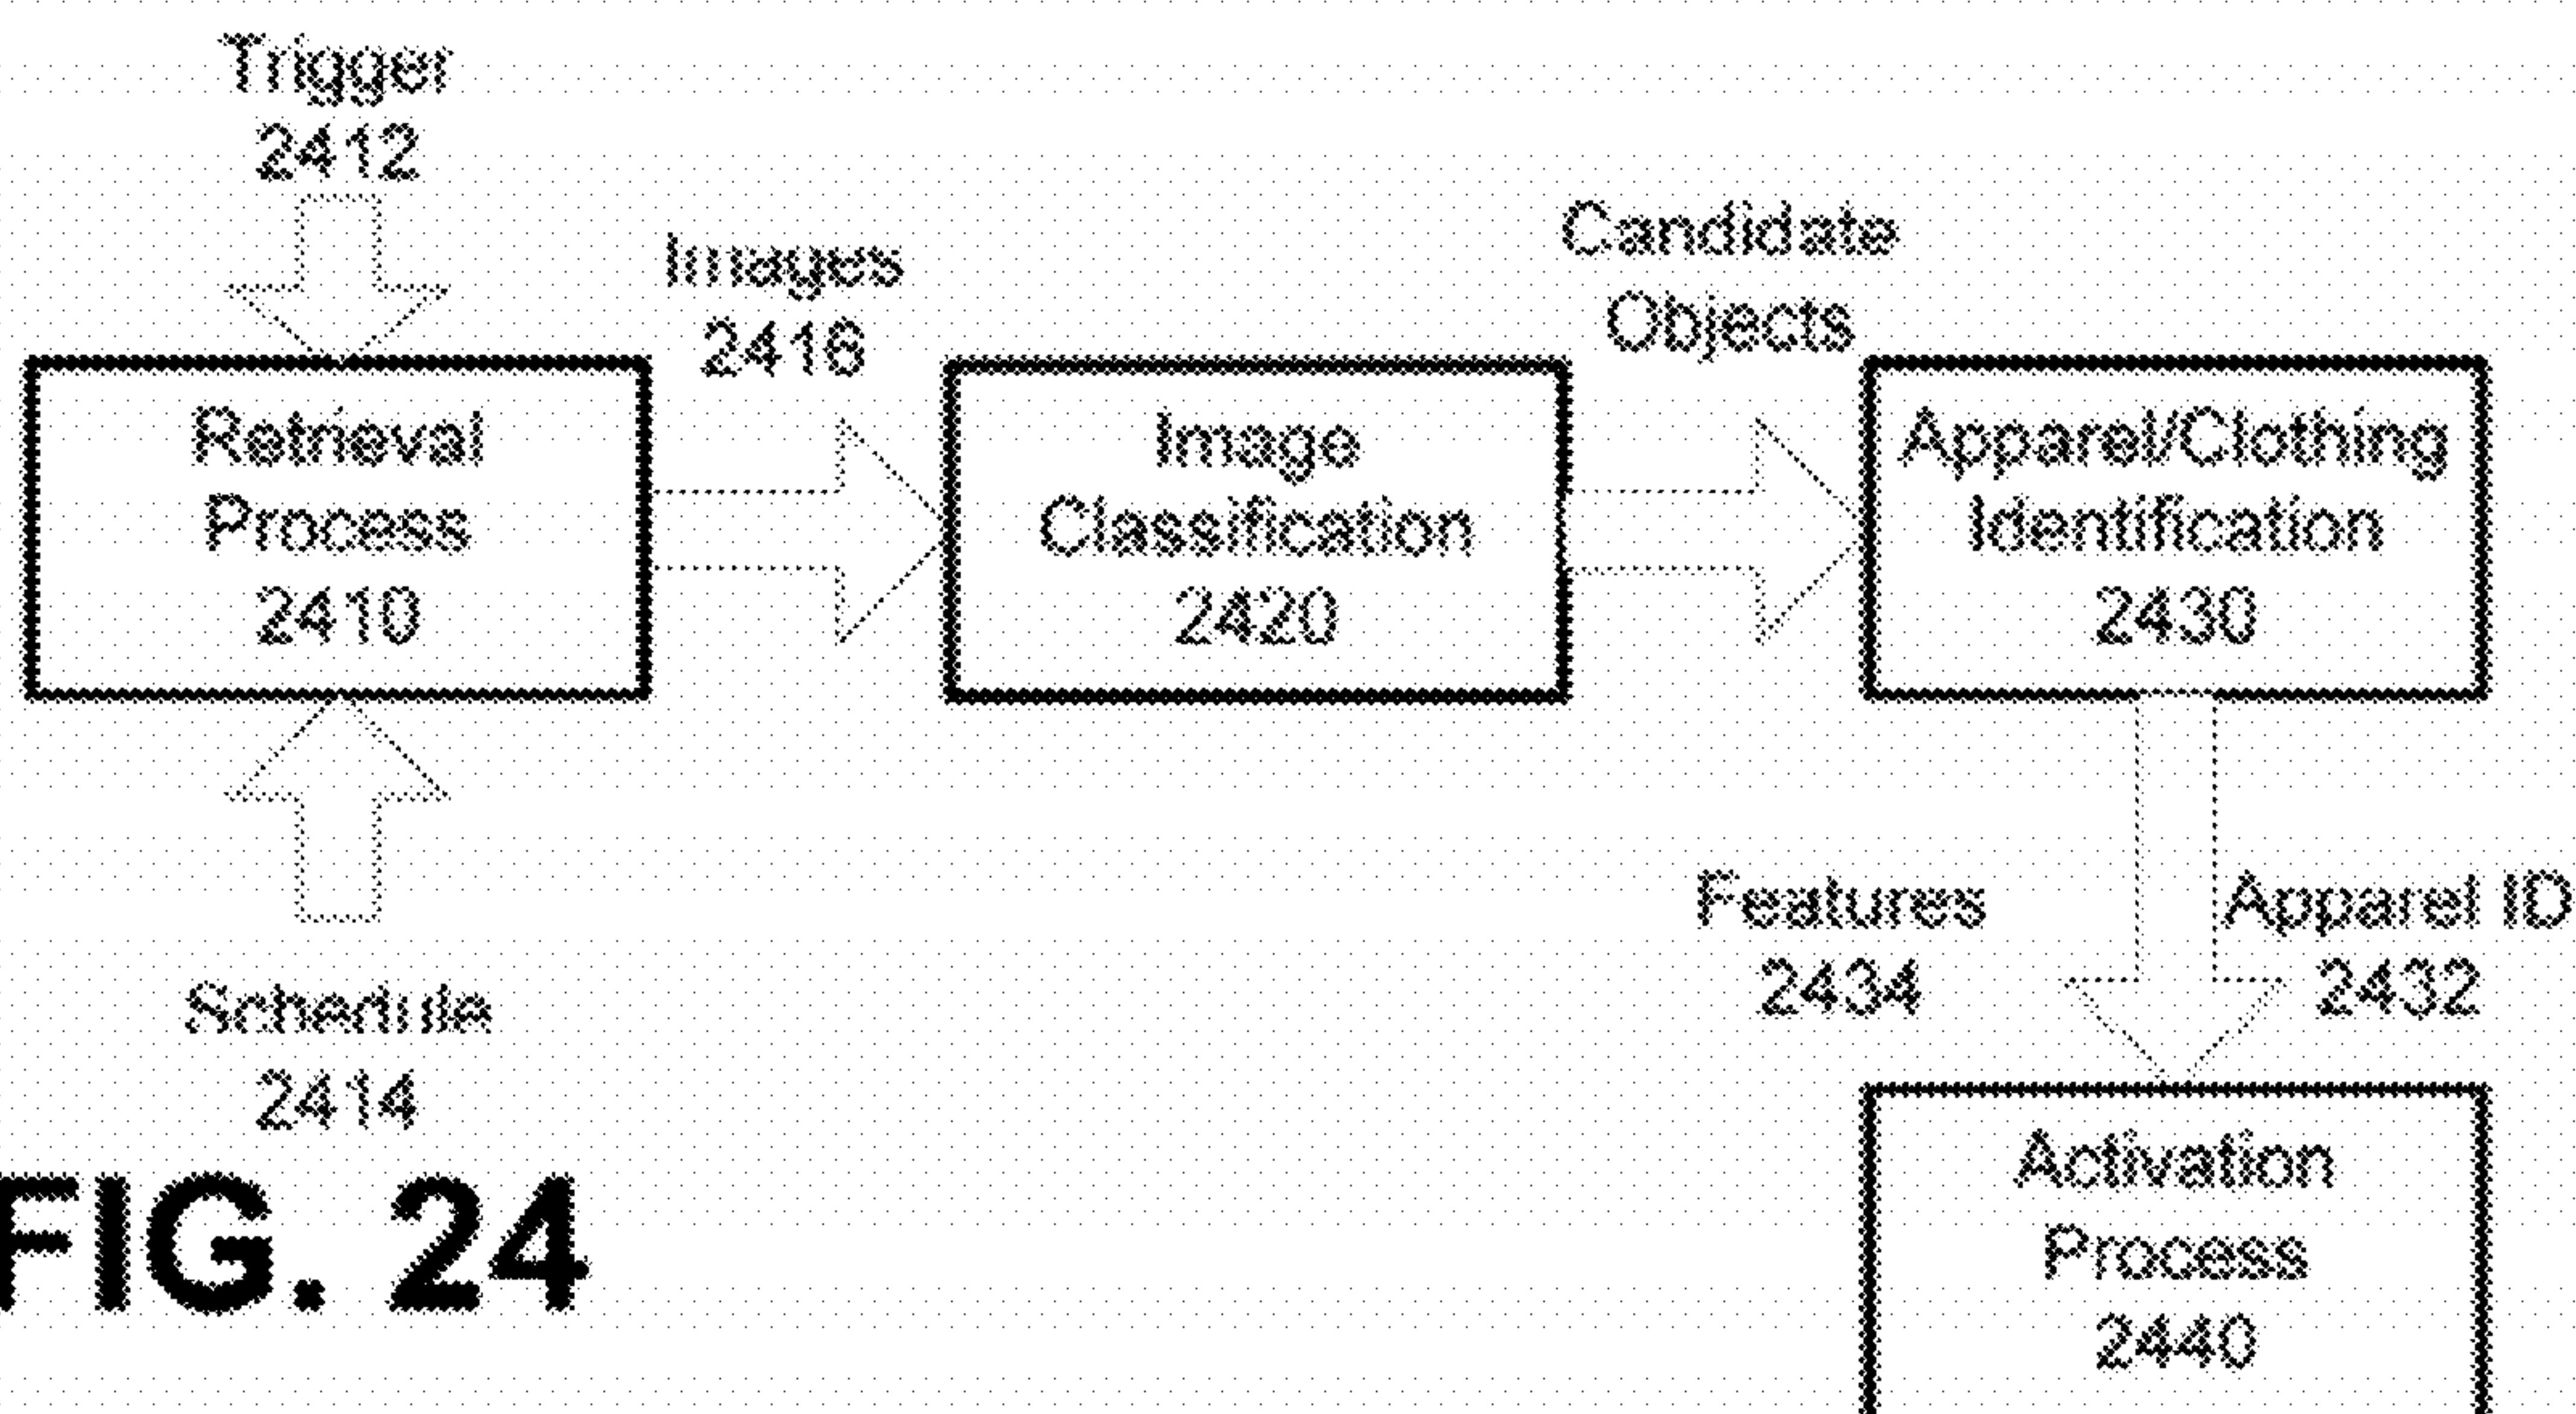 Trigger
2412
Images
2416
Candidate
Objects
Retrieval
Process
2410
Image
Classification
2420
Apparel/Clothing
Identification
2430
Features
2434
Apparel ID
2432
Schedule
2414
Activation
Process
2440
FIG. 24